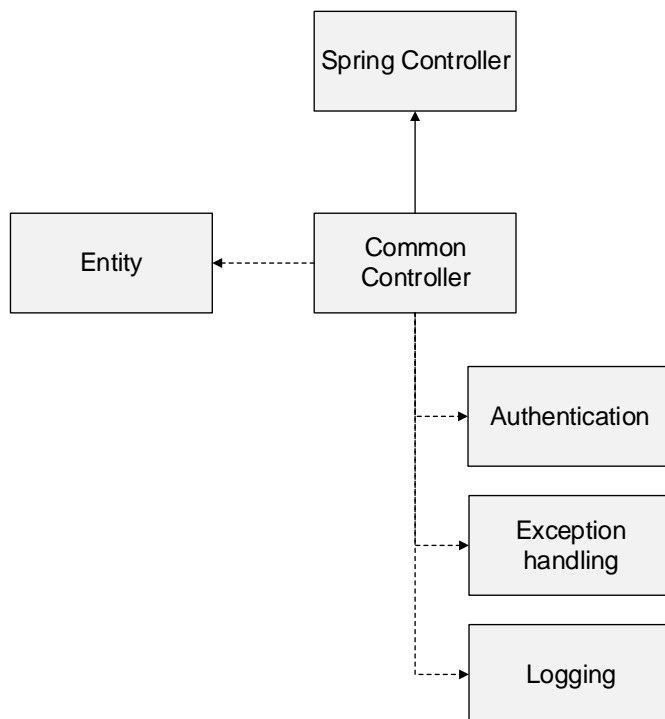 Spring Controller
Entity
Common
Controller
Authentication
Exception
handling
Logging